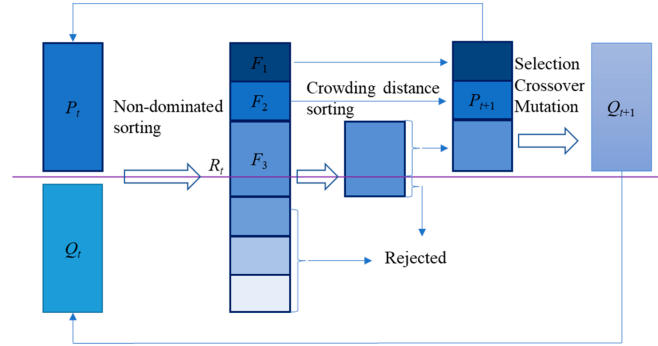 P_t
Non-dominated
sorting
R_t
F_1
F_2
F_3
Crowding distance
sorting
P_{t+1}
Selection
Crossover
Mutation
Q_{t+1}
Q_t
Rejected